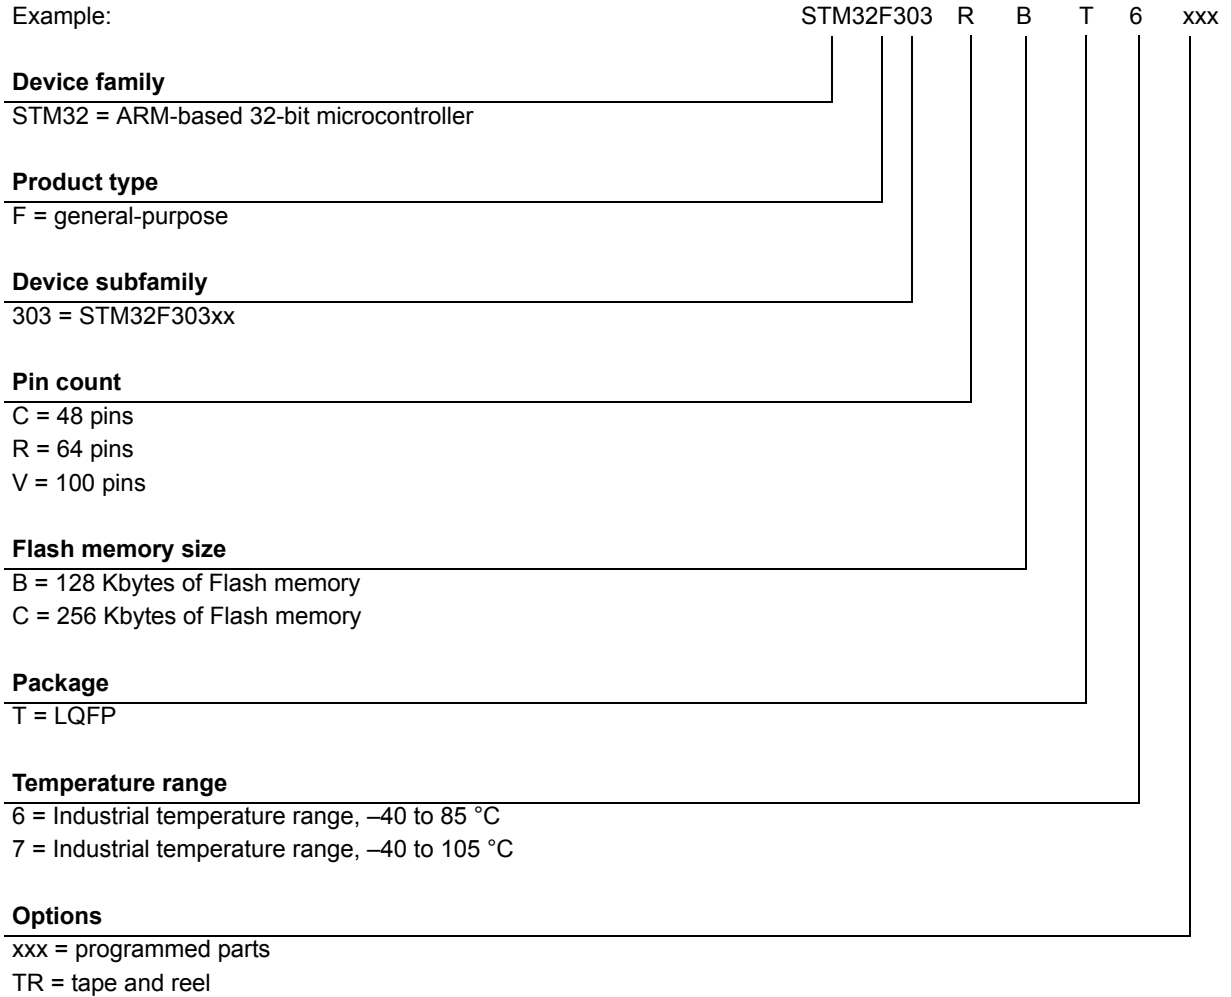 Example: STM32F303 R B T 6 xxx
Device family
STM32 = ARM-based 32-bit microcontroller
Product type
F = general-purpose
Device subfamily
303 = STM32F303xx
Pin count
C = 48 pins
R = 64 pins
V = 100 pins
Flash memory size
B = 128 Kbytes of Flash memory
C = 256 Kbytes of Flash memory
Package
T = LQFP
Temperature range
6 = Industrial temperature range, –40 to 85 °C
7 = Industrial temperature range, –40 to 105 °C
Options
xxx = programmed parts
TR = tape and reel